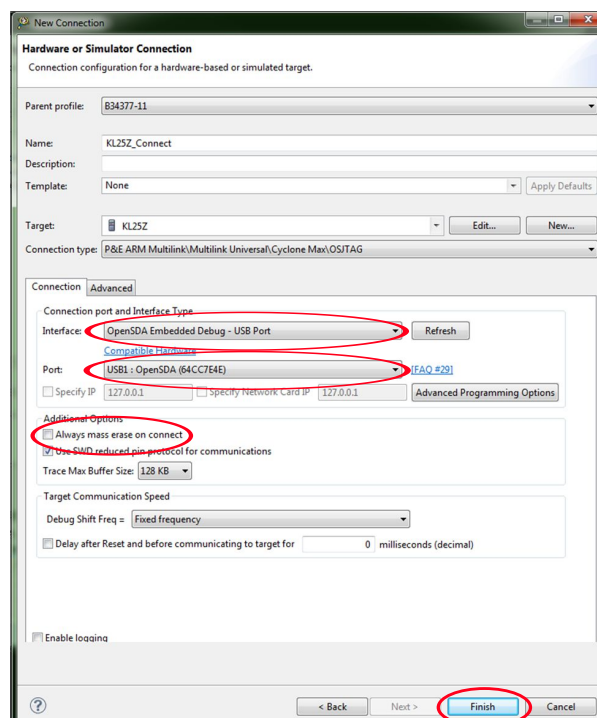 New Connection
Hardware or Simulator Connection
Connection configuration for a hardware-based or simulated target.
Parent profile: B34377-11
Name: KL25Z_Connect
Description:
Template: None Apply Defaults
Target: KL25Z Edit... New...
Connection type: P&E ARM Multilink\Multilink Universal\Cyclone Max\OSJTAG
Connection Advanced
Connection port and Interface Type
Interface: OpenSDA Embedded Debug - USB Port Refresh
Compatible Hardware
Port: USB1 : OpenSDA (64CC7E4E) [FAQ #29]
Specify IP 127.0.0.1 Specify Network Card IP 127.0.0.1 Advanced Programming Options
Additional Options
Always mass erase on connect
Use SWD reduced pin protocol for communications
Trace Max Buffer Size: 128 KB
Target Communication Speed
Debug Shift Freq = Fixed frequency
Delay after Reset and before communicating to target for 0 milliseconds (decimal)
Enable logging
? < Back Next > Finish Cancel